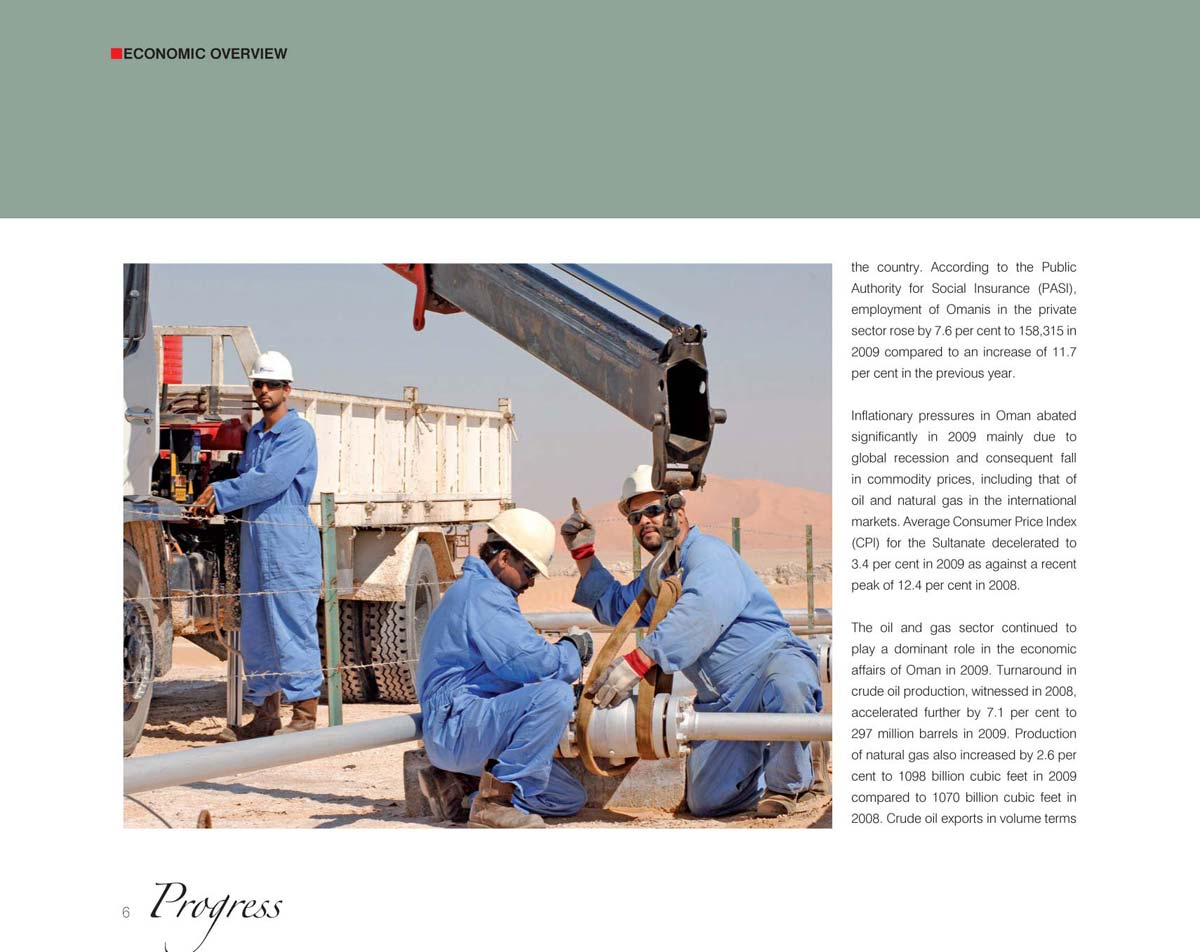 ECONOMIC OVERVIEW
the country. According to the Public
Authority for Social Insurance (PASI),
employment of Omanis in the private
sector rose by 7.6 per cent to 158,315 in
2009 compared to an increase of 11.7
per cent in the previous year.
Inflationary pressures in Oman abated
significantly in 2009 mainly due to
global recession and consequent fall
in commodity prices, including that of
oil and natural gas in the international
markets. Average Consumer Price Index
(CPI) for the Sultanate decelerated to
3.4 per cent in 2009 as against a recent
peak of 12.4 per cent in 2008.
The oil and gas sector continued to
play a dominant role in the economic
affairs of Oman in 2009. Turnaround in
crude oil production, witnessed in 2008,
accelerated further by 7.1 per cent to
297 million barrels in 2009. Production
of natural gas also increased by 2.6 per
cent to 1098 billion cubic feet in 2009
compared to 1070 billion cubic feet in
2008. Crude oil exports in volume terms
6 Progress